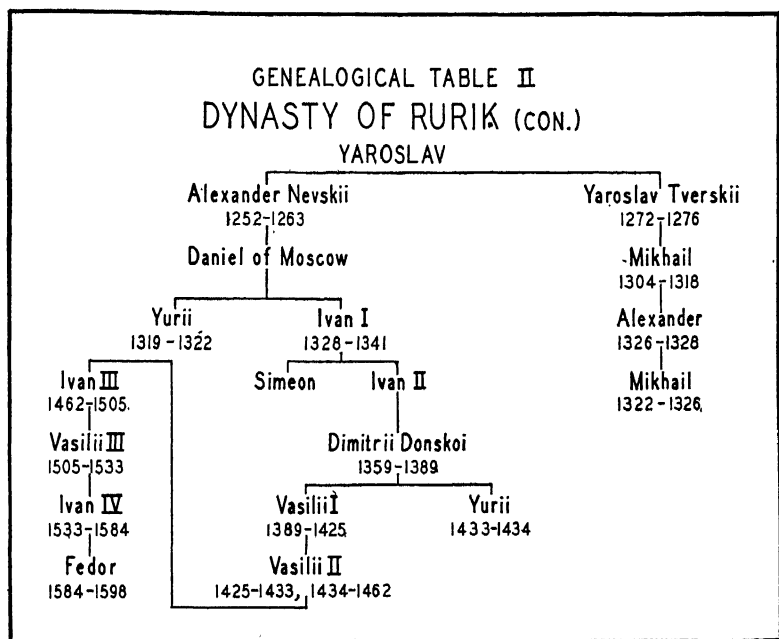 GENEALOGICAL TABLE II
DYNASTY OF RURIK (CON.)
YAROSLAV
Alexander Nevskii
1252-1263
Yaroslav Tverskii
1272-1276
Daniel of Moscow
Mikhail
1304-1318
Yurii
1319-1322
Ivan I
1328-1341
Alexander
1326-1328
Ivan III
1462-1505.
Simeon
Ivan II
Mikhail
1322-1326,
Vasilii III
1505-1533
Dimitrii Donskoi
1359-1389
Ivan IV
1533-1584
Vasilii I
1389-1425
Yurii
1433-1434
Fedor
1584-1598
Vasilii II
1425-1433, 1434-1462